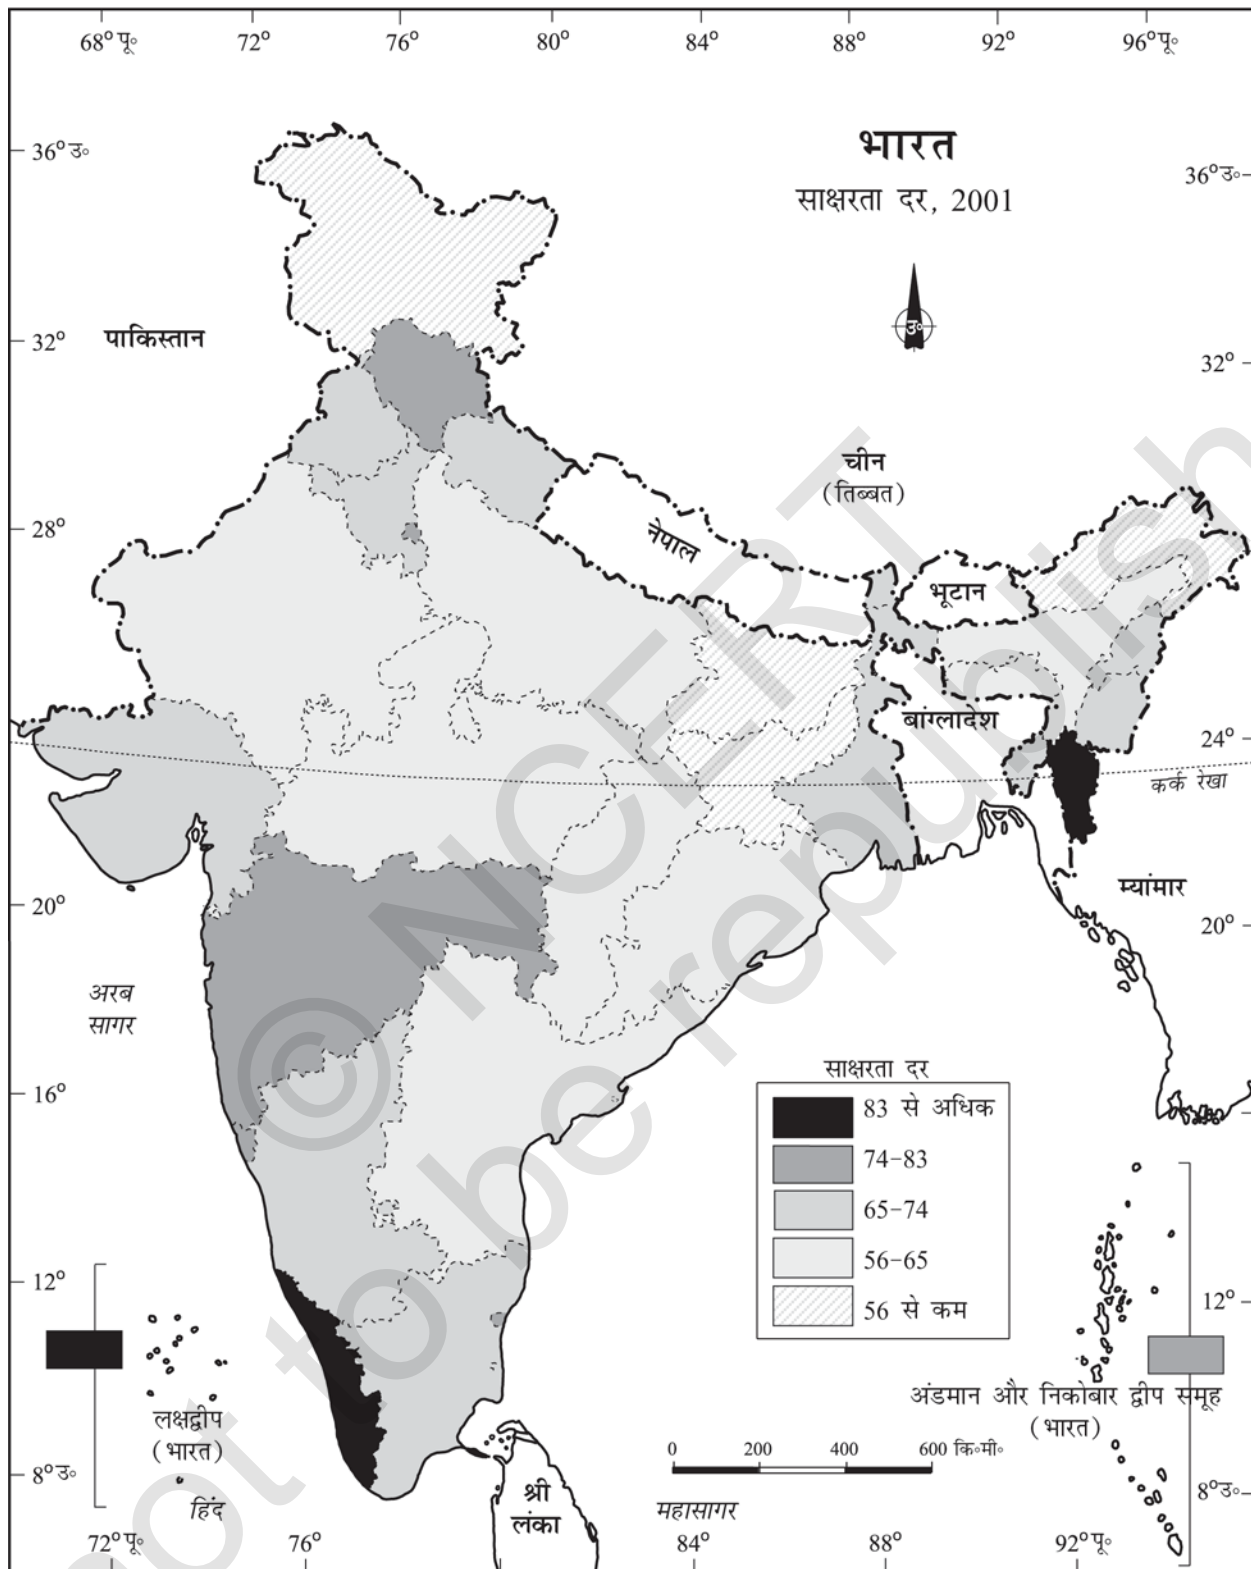 68°पू॰ 72° 76° 80° 84° 88° 92° 96°पू॰
36°उ॰
भारत
साक्षरता दर, 2001
36°उ॰
उ॰
32°
पाकिस्तान
32°
चीन
(तिब्बत)
28°
नेपाल
भूटान
बांग्लादेश
24°
कर्क रेखा
म्यांमार
20°
20°
अरब
सागर
साक्षरता दर
83 से अधिक
74-83
65-74
56-65
56 से कम
16°
12°
12°
लक्षद्वीप
(भारत)
अंडमान और निकोबार द्वीप समूह
(भारत)
0 200 400 600 कि॰मी॰
8°उ॰
हिंद
श्री
लंका
महासागर
8°उ॰
72°पू॰ 76° 84° 88° 92°पू॰
© NCERT
not to be republished